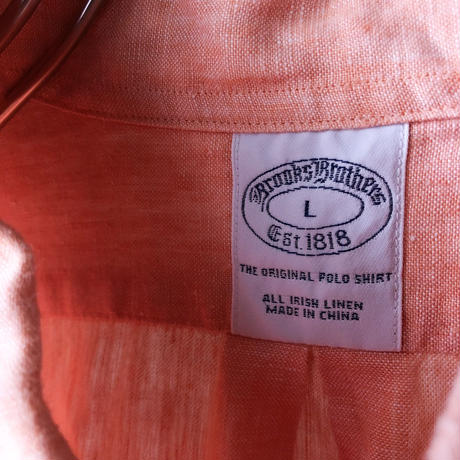 Brooks Brothers
L
Est. 1818
THE ORIGINAL POLO SHIRT
ALL IRISH LINEN
MADE IN CHINA